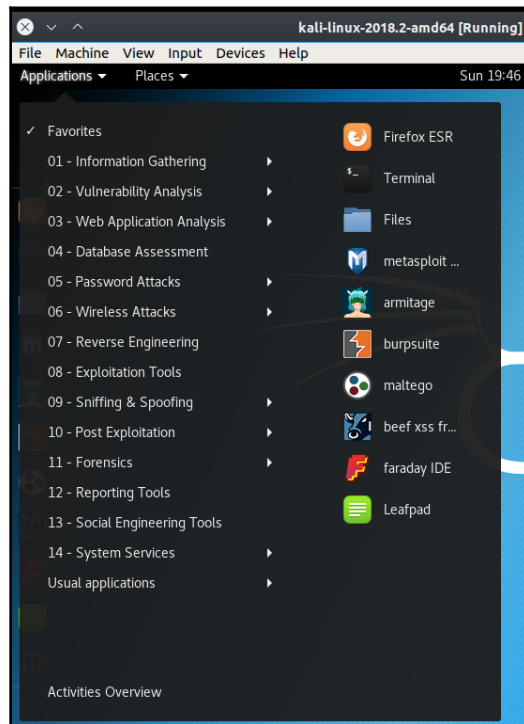 kali-linux-2018.2-amd64 [Running]
File Machine View Input Devices Help
Applications Places Sun 19:46
Favorites
01 - Information Gathering
02 - Vulnerability Analysis
03 - Web Application Analysis
04 - Database Assessment
05 - Password Attacks
06 - Wireless Attacks
07 - Reverse Engineering
08 - Exploitation Tools
09 - Sniffing & Spoofing
10 - Post Exploitation
11 - Forensics
12 - Reporting Tools
13 - Social Engineering Tools
14 - System Services
Usual applications
Activities Overview
Firefox ESR
Terminal
Files
metasploit ...
armitage
burpsuite
maltego
beef xss fr...
faraday IDE
Leafpad